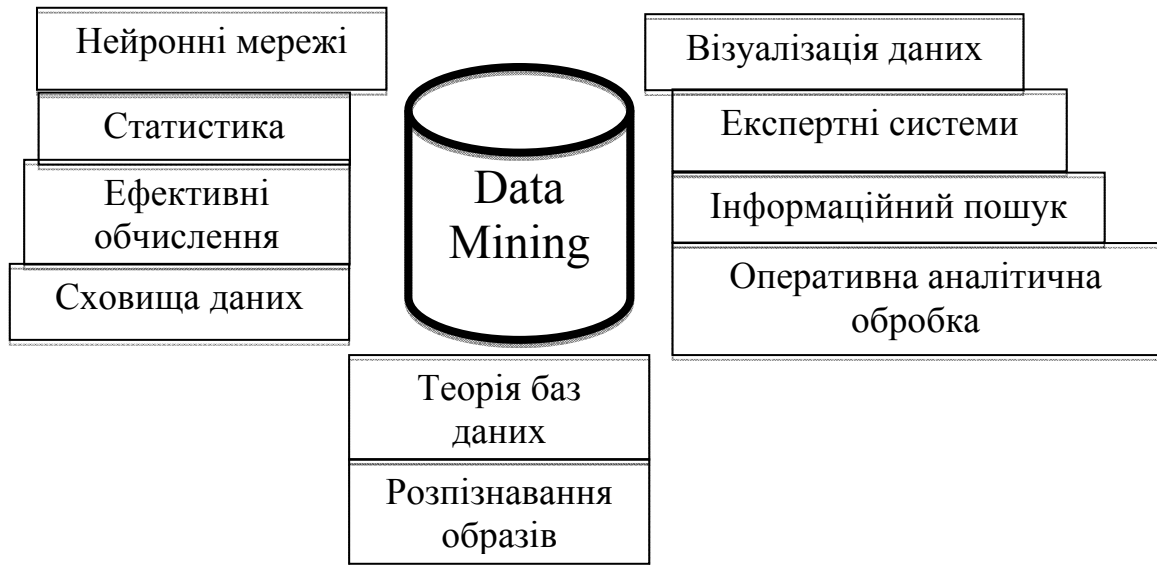 Нейронні мережі
Статистика
Ефективні
обчислення
Сховища даних
Data
Mining
Візуалізація даних
Експертні системи
Інформаційний пошук
Оперативна аналітична
обробка
Теорія баз
даних
Розпізнавання
образів